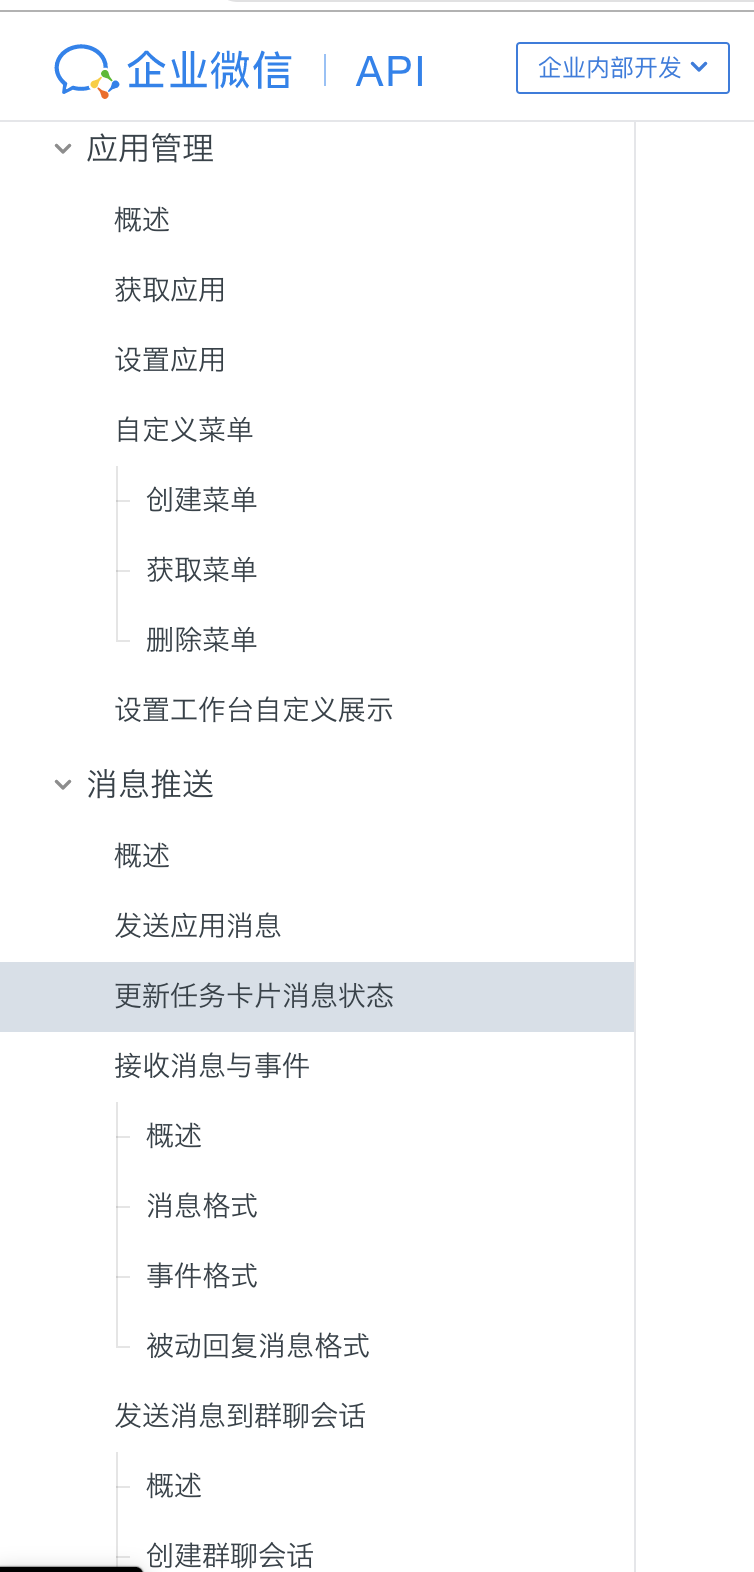 企业微信 | API 企业内部开发
应用管理
概述
获取应用
设置应用
自定义菜单
创建菜单
获取菜单
删除菜单
设置工作台自定义展示
消息推送
概述
发送应用消息
更新任务卡片消息状态
接收消息与事件
概述
消息格式
事件格式
被动回复消息格式
发送消息到群聊会话
概述
创建群聊会话